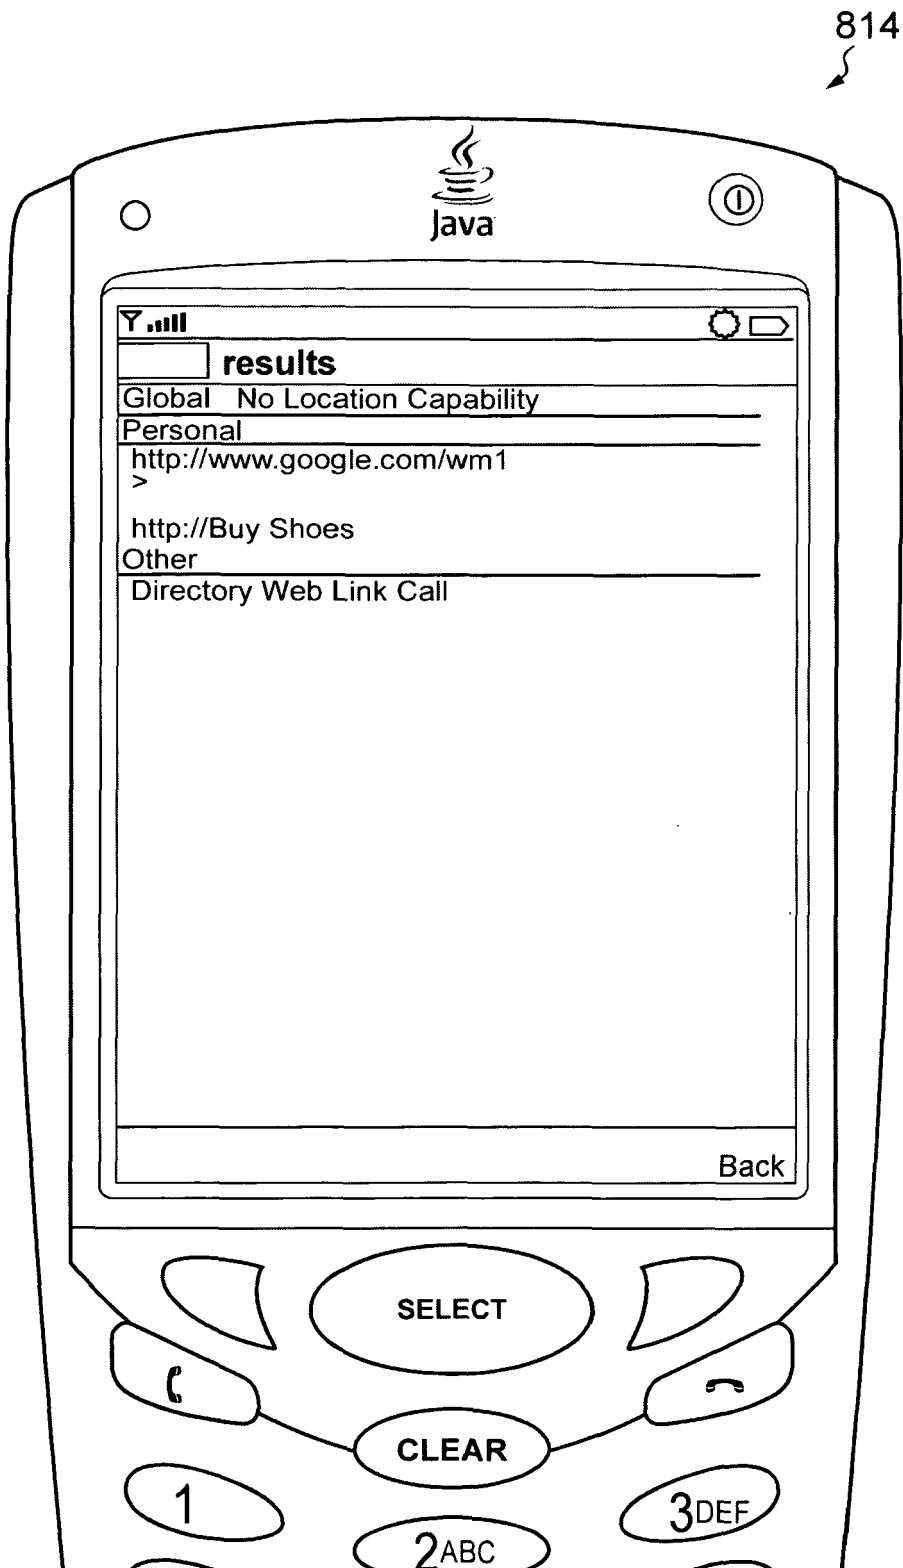 814
Java
results
Global No Location Capability
Personal
http://www.google.com/wm1
>
http://Buy Shoes
Other
Directory Web Link Call
Back
SELECT
CLEAR
1
2ABC
3DEF